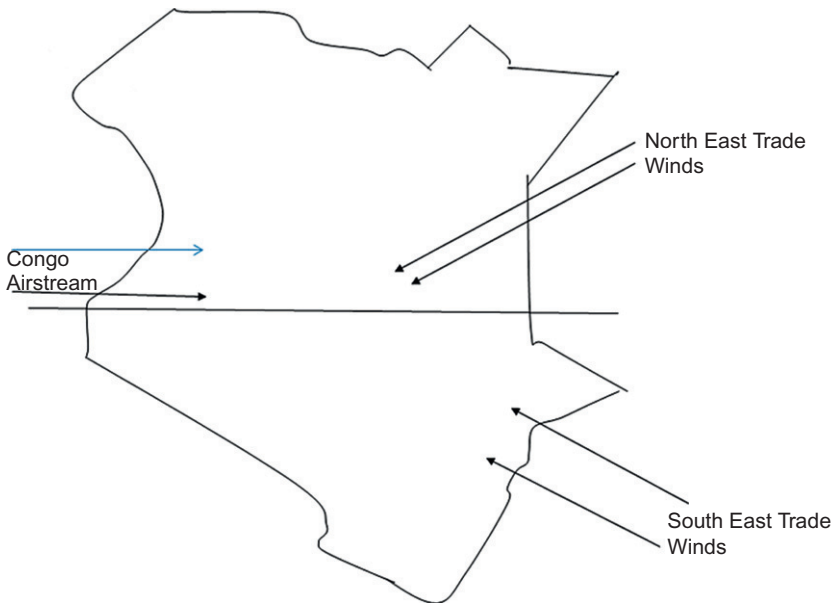 North East Trade
Winds
Congo
Airstream
South East Trade
Winds